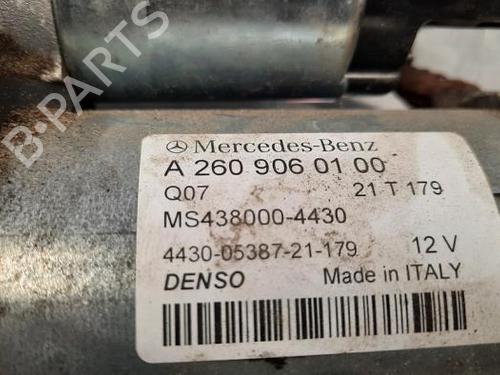 B-PARTS
Mercedes-Benz
A 260 906 01 00
Q07 21 T 179
MS438000-4430
4430-05387-21-179 12 V
DENSO Made in ITALY